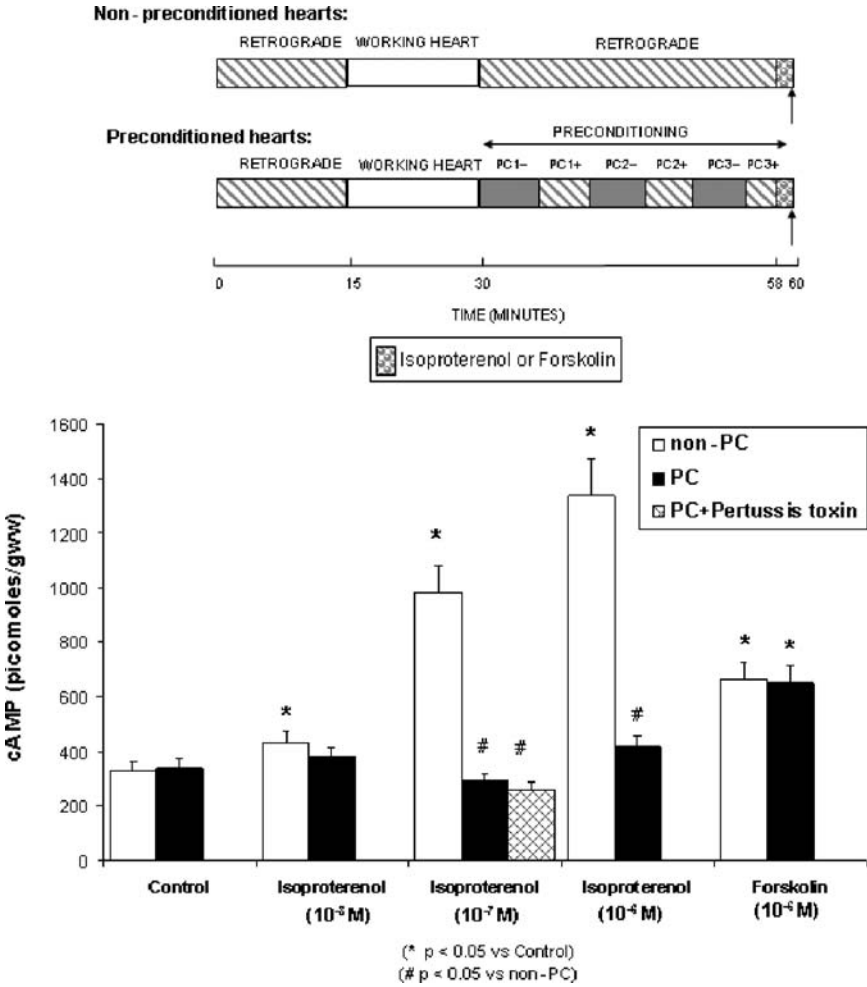 Non - preconditioned hearts:
RETROGRADE WORKING HEART RETROGRADE
PRECONDITIONING
Preconditioned hearts:
RETROGRADE WORKING HEART PC1– PC1+ PC2– PC2+ PC3– PC3+
0 15 30 58 60
TIME (MINUTES)
Isoproterenol or Forskolin
cAMP (picomoles/gww)
1600
1400
1200
1000
800
600
400
200
0
non-PC
PC
PC+Pertussis toxin
* * * * *
# # #
Control Isoproterenol Isoproterenol Isoproterenol Forskolin
(10⁻⁷ M) (10⁻⁶ M) (10⁻⁶ M)
(* p < 0.05 vs Control)
(# p < 0.05 vs non-PC)